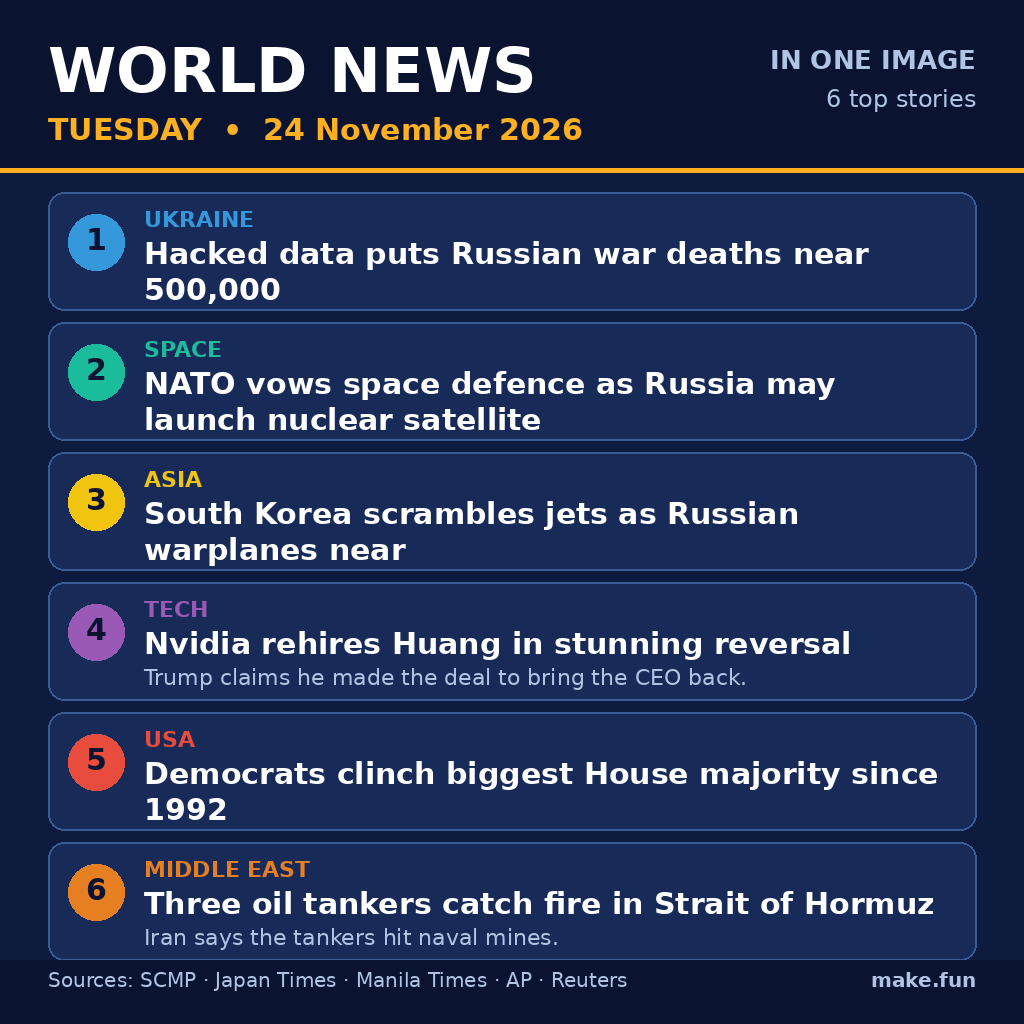 WORLD NEWS
IN ONE IMAGE
6 top stories
TUESDAY • 24 November 2026
1
UKRAINE
Hacked data puts Russian war deaths near
500,000
2
SPACE
NATO vows space defence as Russia may
launch nuclear satellite
3
ASIA
South Korea scrambles jets as Russian
warplanes near
4
TECH
Nvidia rehires Huang in stunning reversal
Trump claims he made the deal to bring the CEO back.
5
USA
Democrats clinch biggest House majority since
1992
6
MIDDLE EAST
Three oil tankers catch fire in Strait of Hormuz
Iran says the tankers hit naval mines.
Sources: SCMP · Japan Times · Manila Times · AP · Reuters
make.fun